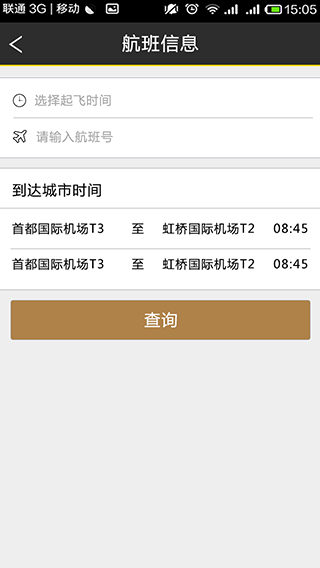 联通 3G | 移动 15:05
航班信息
选择起飞时间
请输入航班号
到达城市时间
首都国际机场T3 至 虹桥国际机场T2 08:45
首都国际机场T3 至 虹桥国际机场T2 08:45
查询